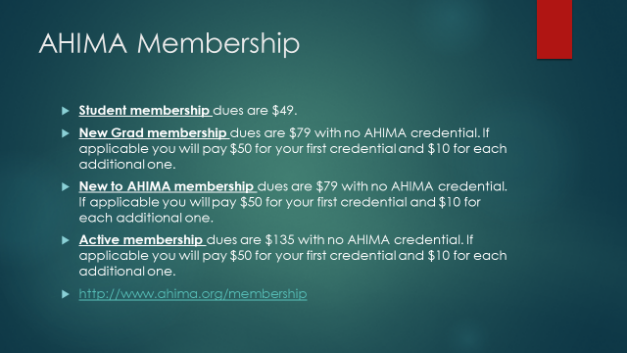 AHIMA Membership
Student membership dues are $49.
New Grad membership dues are $79 with no AHIMA credential. If
applicable you will pay $50 for your first credential and $10 for each
additional one.
New to AHIMA membership dues are $79 with no AHIMA credential.
If applicable you will pay $50 for your first credential and $10 for
each additional one.
Active membership dues are $135 with no AHIMA credential. If
applicable you will pay $50 for your first credential and $10 for each
additional one.
http://www.ahima.org/membership